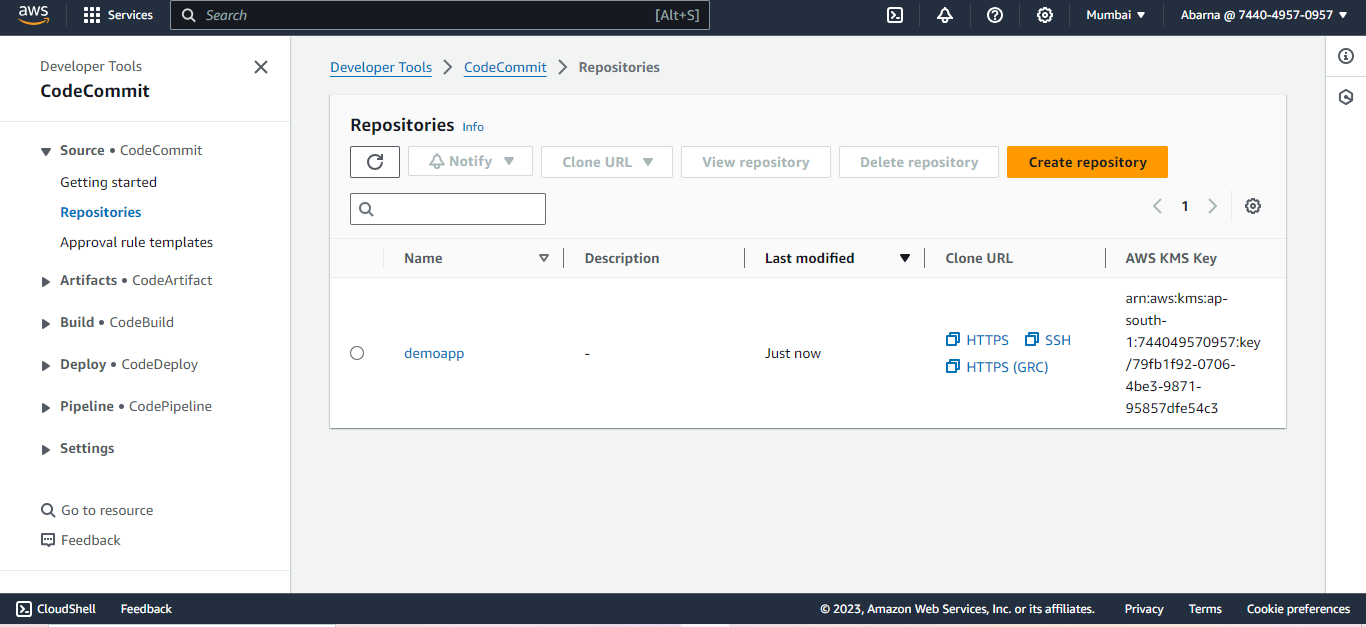 aws
Services
Search
[Alt+S]
Mumbai ▼
Abarna @ 7440-4957-0957 ▼
Developer Tools
CodeCommit
Source • CodeCommit
Getting started
Repositories
Approval rule templates
Artifacts • CodeArtifact
Build • CodeBuild
Deploy • CodeDeploy
Pipeline • CodePipeline
Settings
Go to resource
Feedback
Developer Tools > CodeCommit > Repositories
Repositories Info
Notify
Clone URL
View repository
Delete repository
Create repository
1
Name
Description
Last modified
Clone URL
AWS KMS Key
demoapp
-
Just now
HTTPS
SSH
HTTPS (GRC)
arn:aws:kms:ap-
south-
1:744049570957:key
/79fb1f92-0706-
4be3-9871-
95857dfe54c3
CloudShell
Feedback
© 2023, Amazon Web Services, Inc. or its affiliates.
Privacy
Terms
Cookie preferences